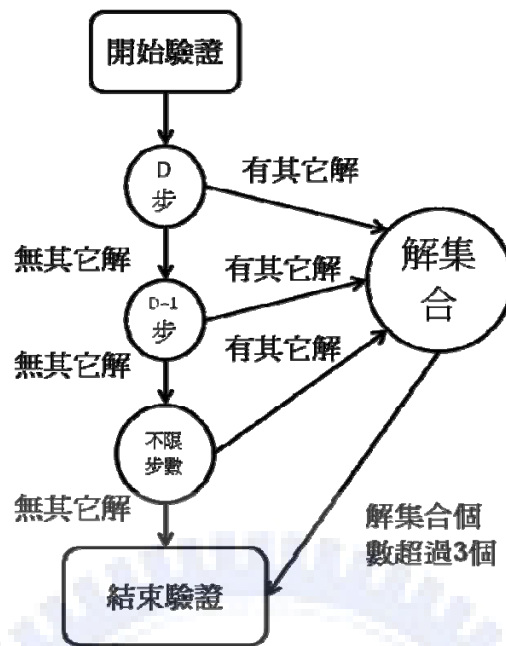 開始驗證
D
步
有其它解
解集
合
無其它解
有其它解
D-1
步
無其它解
有其它解
不限
步數
無其它解
解集合個
數超過3個
結束驗證